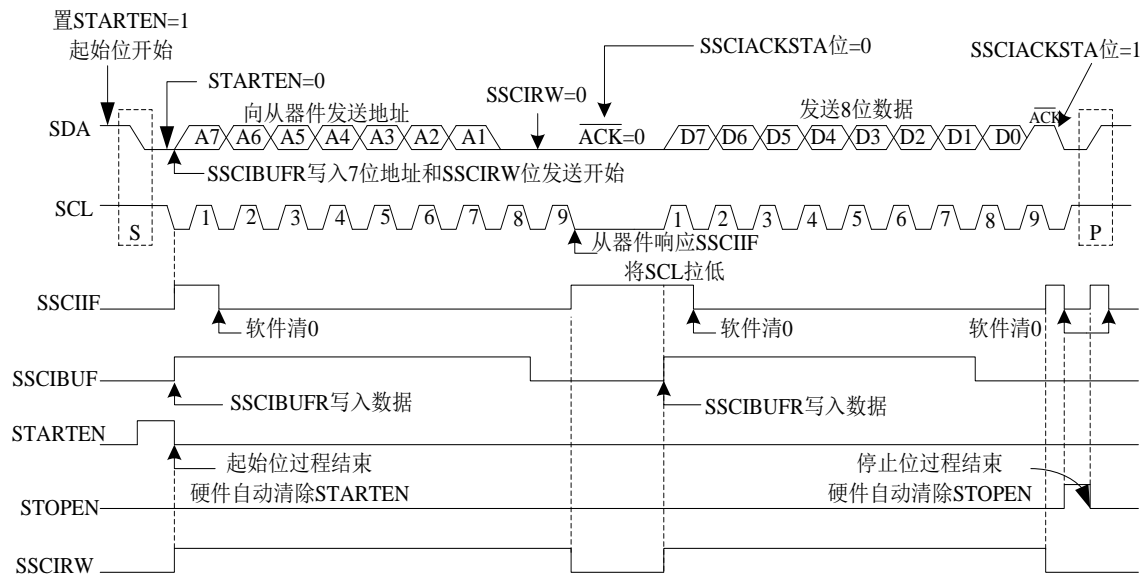 置STARTEN=1
起始位开始
SSCIACKSTA位=0
SSCIACKSTA位=1
STARTEN=0
SSCIRW=0
向从器件发送地址
发送8位数据
SDA
A7 A6 A5 A4 A3 A2 A1
ACK=0
D7 D6 D5 D4 D3 D2 D1 D0
ACK
SSCIBUFR写入7位地址和SSCIRW位发送开始
SCL
S
1 2 3 4 5 6 7 8 9
1 2 3 4 5 6 7 8 9
P
从器件响应SSCIIF
将SCL拉低
SSCIIF
软件清0
软件清0
软件清0
SSCIBUF
SSCIBUFR写入数据
SSCIBUFR写入数据
STARTEN
起始位过程结束
硬件自动清除STARTEN
停止位过程结束
硬件自动清除STOPEN
STOPEN
SSCIRW